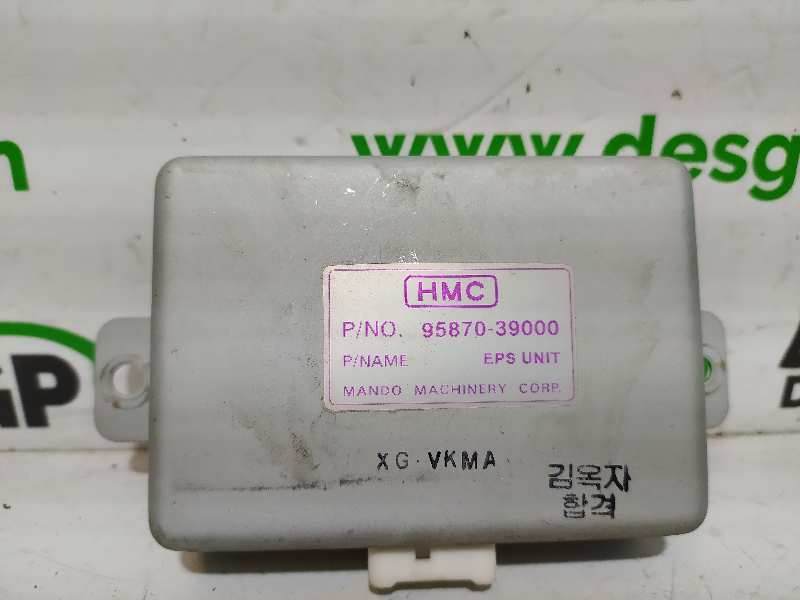 www.desg
HMC
P/NO. 95870-39000
P/NAME EPS UNIT
MANDO MACHINERY CORP.
XG-VKMA
김옥자
합격
GP